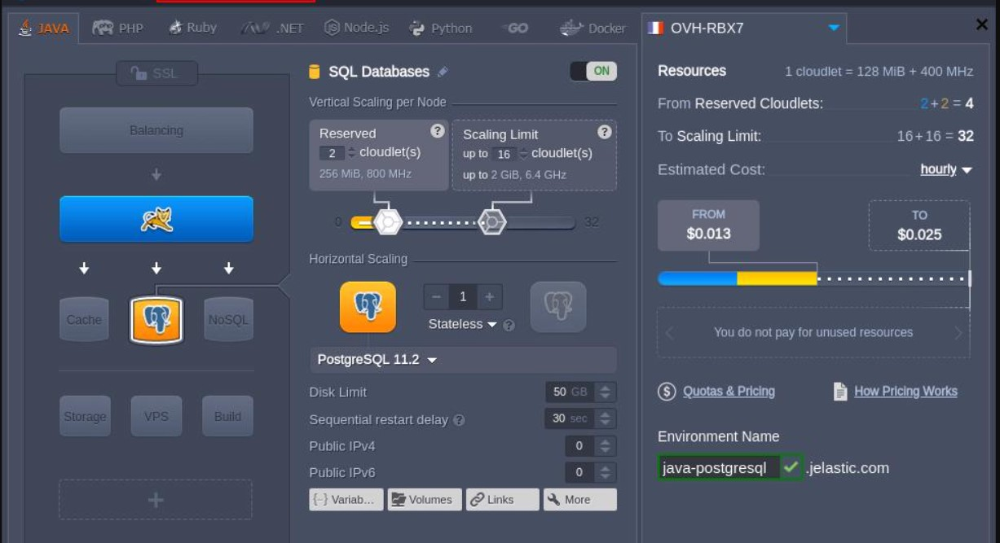 JAVA
PHP
Ruby
.NET
Node.js
Python
GO
Docker
SSL
Balancing
Cache
NoSQL
Storage
VPS
Build
SQL Databases
ON
Vertical Scaling per Node
Reserved ?
2 cloudlet(s)
256 MiB, 800 MHz
Scaling Limit ?
up to 16 cloudlet(s)
up to 2 GiB, 6.4 GHz
0
32
Horizontal Scaling
− 1 +
Stateless ?
PostgreSQL 11.2
Disk Limit 50 GB
Sequential restart delay ? 30 sec
Public IPv4 0
Public IPv6 0
Variab...
Volumes
Links
More
OVH-RBX7
Resources 1 cloudlet = 128 MiB + 400 MHz
From Reserved Cloudlets: 2+2 = 4
To Scaling Limit: 16+16 = 32
Estimated Cost: hourly
FROM
$0.013
TO
$0.025
You do not pay for unused resources
$ Quotas & Pricing
How Pricing Works
Environment Name
java-postgresql .jelastic.com